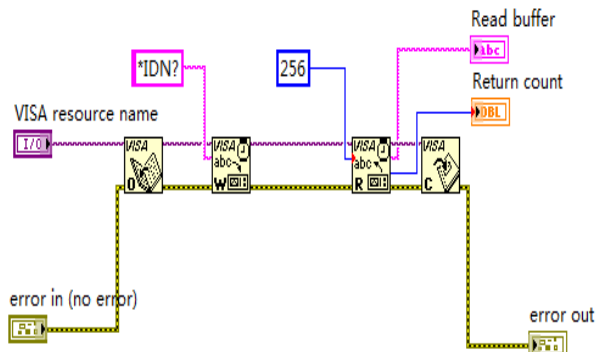 Read buffer
abc
*IDN?
256
Return count
DBL
VISA resource name
I/O
VISA
O
VISA
abc
W
VISA
abc
R
VISA
C
error in (no error)
error out